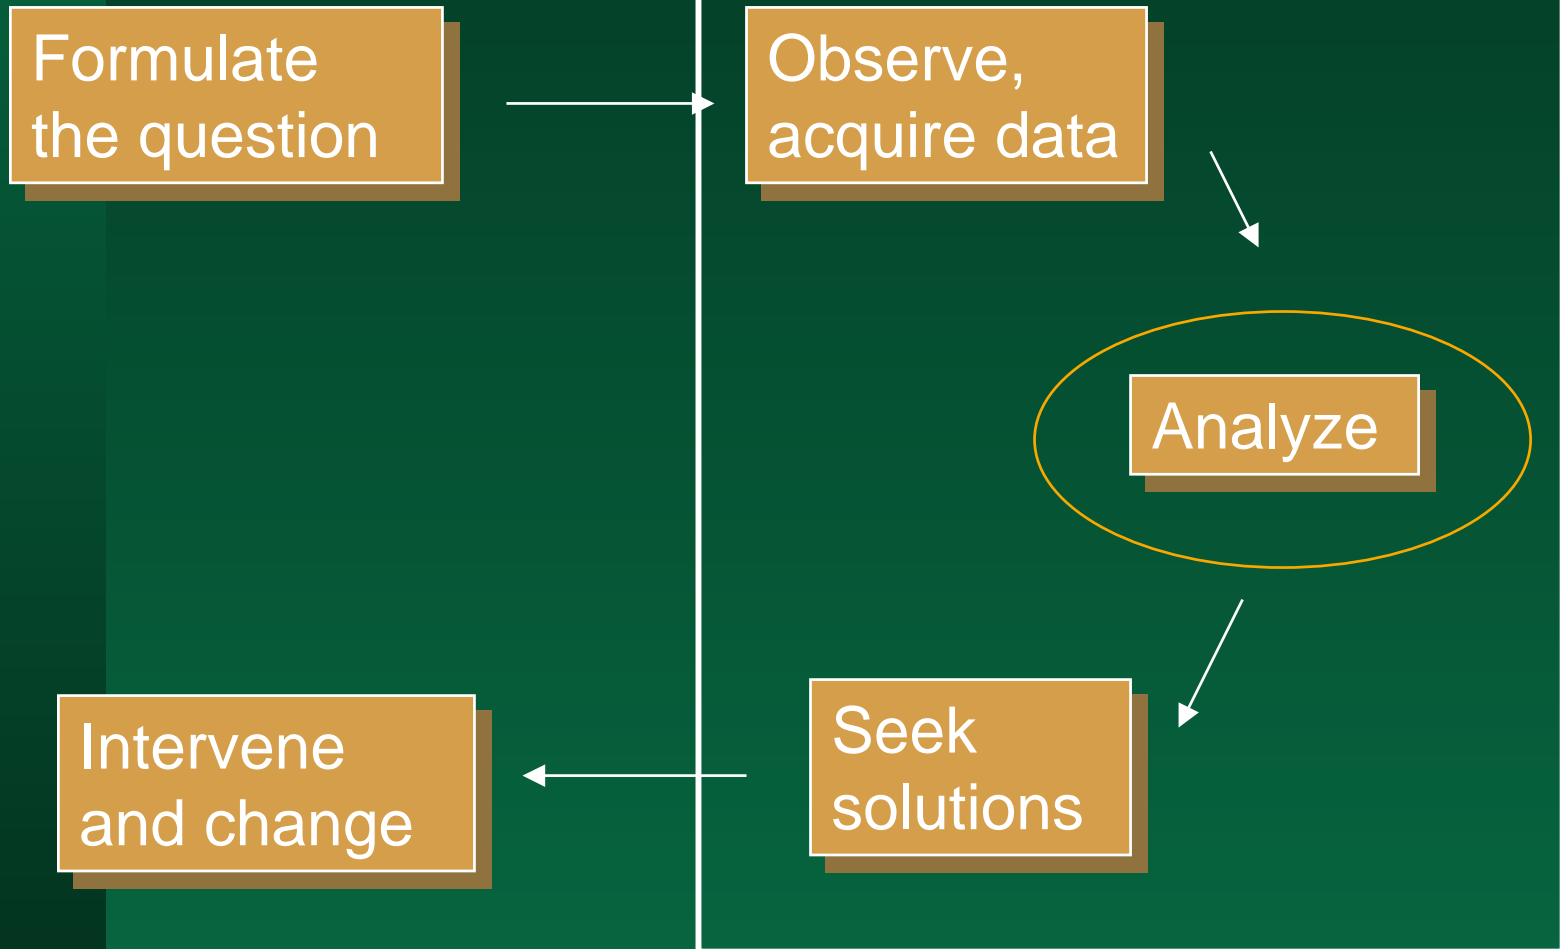 Formulate
the question
Observe,
acquire data
Analyze
Seek
solutions
Intervene
and change